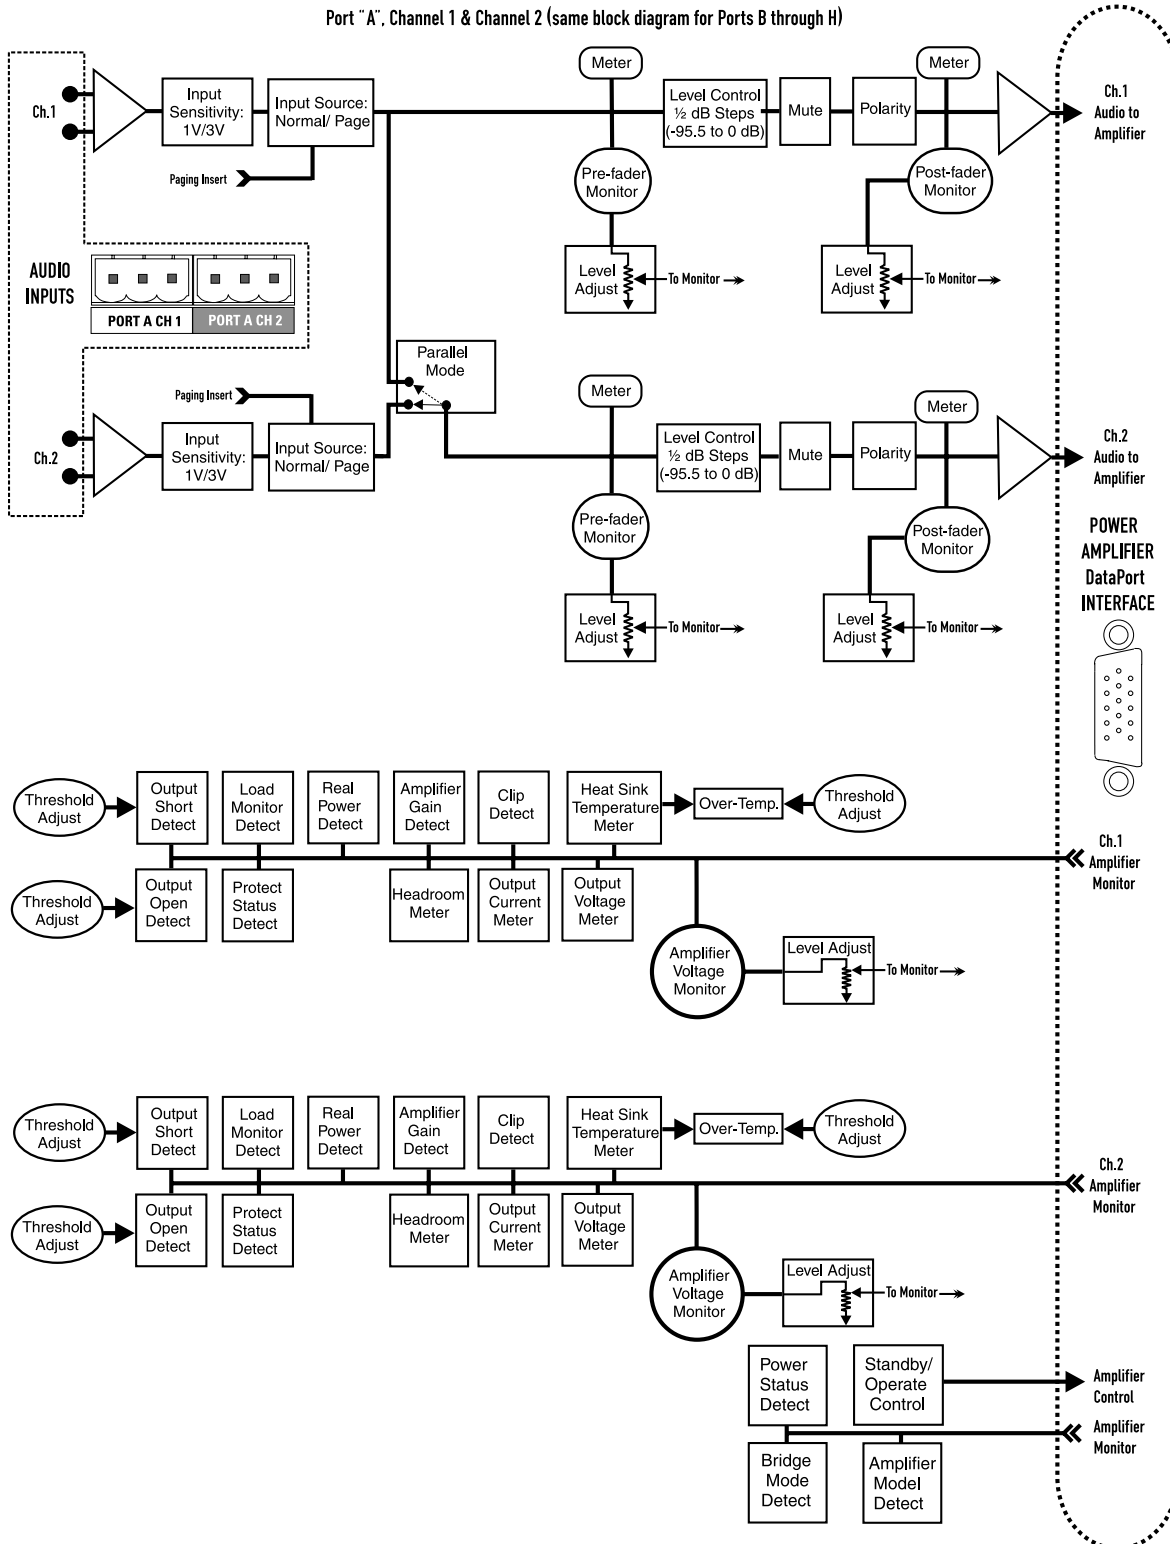 Port "A", Channel 1 & Channel 2 (same block diagram for Ports B through H)
Ch.1
Input
Sensitivity:
1V/3V
Input Source:
Normal/ Page
Paging Insert
Meter
Pre-fader
Monitor
Level
Adjust
To Monitor
Level Control
½ dB Steps
(-95.5 to 0 dB)
Mute
Polarity
Meter
Post-fader
Monitor
Level
Adjust
To Monitor
Ch.1
Audio to
Amplifier
AUDIO
INPUTS
PORT A CH 1
PORT A CH 2
Parallel
Mode
Paging Insert
Ch.2
Input
Sensitivity:
1V/3V
Input Source:
Normal/ Page
Meter
Pre-fader
Monitor
Level
Adjust
To Monitor
Level Control
½ dB Steps
(-95.5 to 0 dB)
Mute
Polarity
Meter
Post-fader
Monitor
Level
Adjust
To Monitor
Ch.2
Audio to
Amplifier
POWER
AMPLIFIER
DataPort
INTERFACE
Threshold
Adjust
Output
Short
Detect
Load
Monitor
Detect
Real
Power
Detect
Amplifier
Gain
Detect
Clip
Detect
Heat Sink
Temperature
Meter
Over-Temp.
Threshold
Adjust
Ch.1
Amplifier
Monitor
Threshold
Adjust
Output
Open
Detect
Protect
Status
Detect
Headroom
Meter
Output
Current
Meter
Output
Voltage
Meter
Amplifier
Voltage
Monitor
Level Adjust
To Monitor
Threshold
Adjust
Output
Short
Detect
Load
Monitor
Detect
Real
Power
Detect
Amplifier
Gain
Detect
Clip
Detect
Heat Sink
Temperature
Meter
Over-Temp.
Threshold
Adjust
Ch.2
Amplifier
Monitor
Threshold
Adjust
Output
Open
Detect
Protect
Status
Detect
Headroom
Meter
Output
Current
Meter
Output
Voltage
Meter
Amplifier
Voltage
Monitor
Level Adjust
To Monitor
Power
Status
Detect
Standby/
Operate
Control
Amplifier
Control
Amplifier
Monitor
Bridge
Mode
Detect
Amplifier
Model
Detect